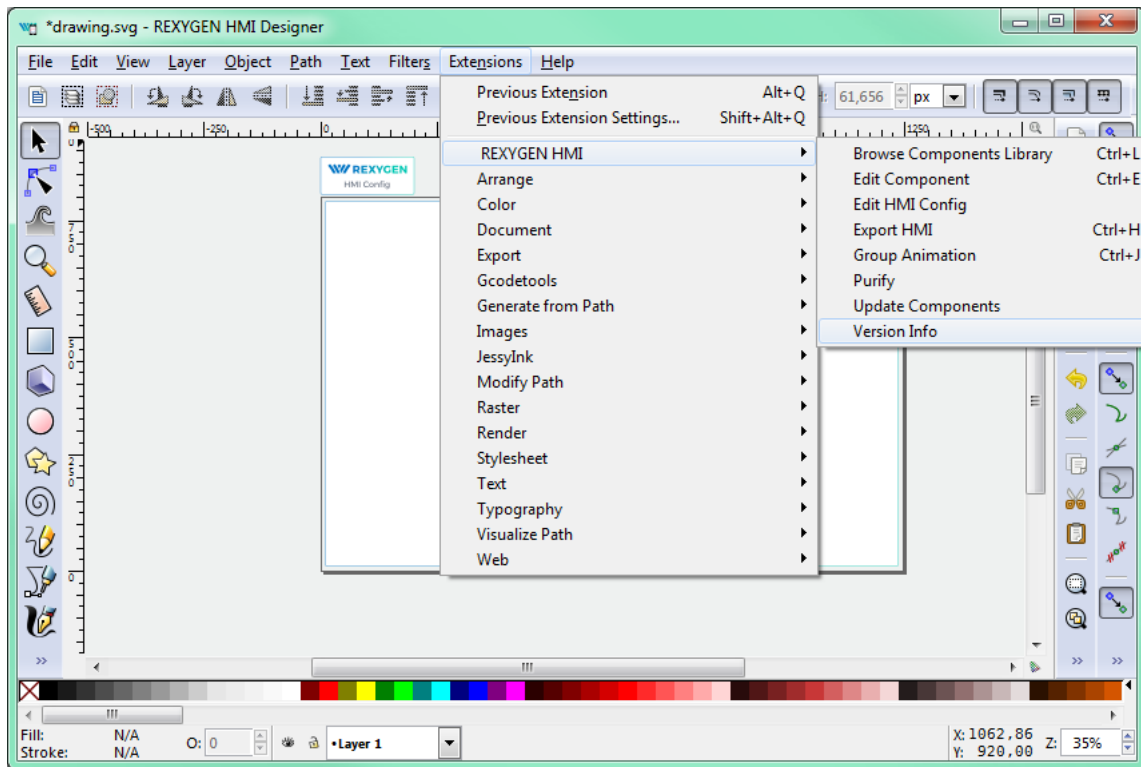 *drawing.svg - REXYGEN HMI Designer
File Edit View Layer Object Path Text Filters Extensions Help
61,656 px
Previous Extension Alt+Q
Previous Extension Settings... Shift+Alt+Q
REXYGEN HMI
Arrange
Color
Document
Export
Gcodetools
Generate from Path
Images
JessyInk
Modify Path
Raster
Render
Stylesheet
Text
Typography
Visualize Path
Web
Browse Components Library Ctrl+L
Edit Component Ctrl+E
Edit HMI Config
Export HMI Ctrl+H
Group Animation Ctrl+J
Purify
Update Components
Version Info
-500 -250 0 1250
REXYGEN
HMI Config
750
500
250
0
Fill: N/A
Stroke: N/A
O: 0
•Layer 1
X: 1062,86
Y: 920,00
Z: 35%